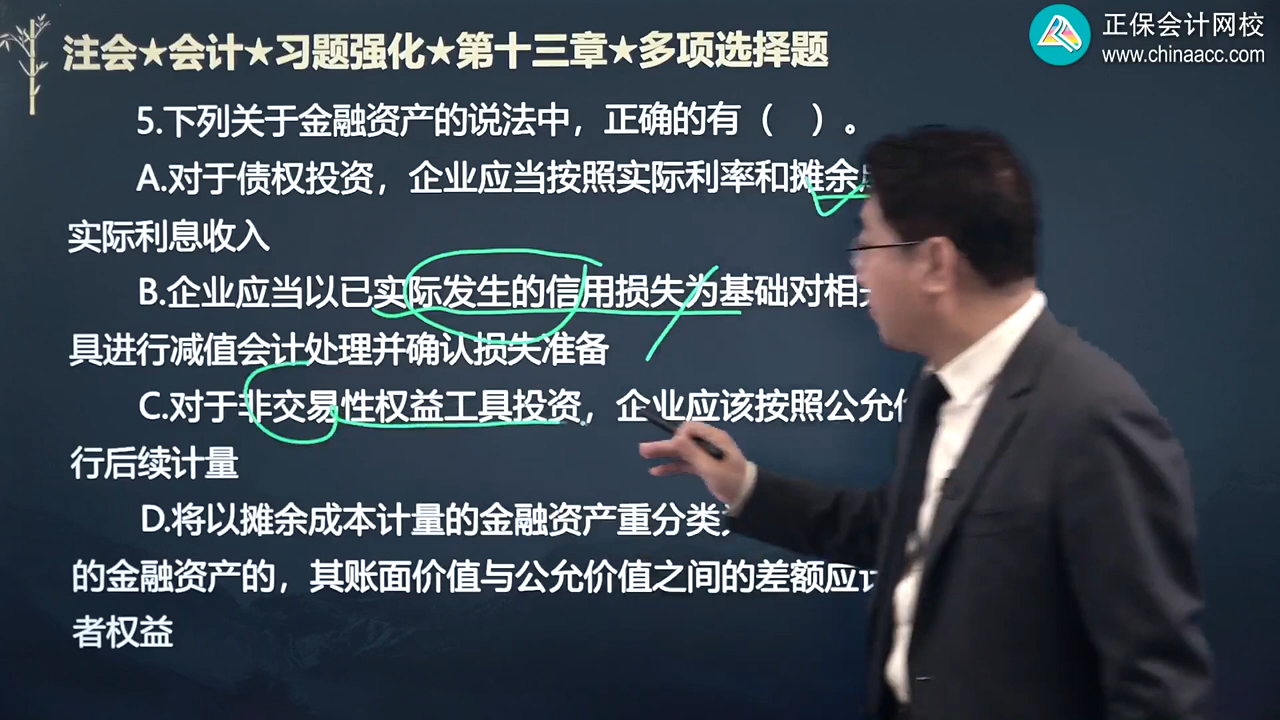 注会★会计★习题强化★第十三章★多项选择题
正保会计网校
www.chinaacc.com
5.下列关于金融资产的说法中，正确的有（ ）。
A.对于债权投资，企业应当按照实际利率和摊余
实际利息收入
B.企业应当以已实际发生的信用损失为基础对相
具进行减值会计处理并确认损失准备
C.对于非交易性权益工具投资，企业应该按照公允
行后续计量
D.将以摊余成本计量的金融资产重分类
的金融资产的，其账面价值与公允价值之间的差额应
者权益